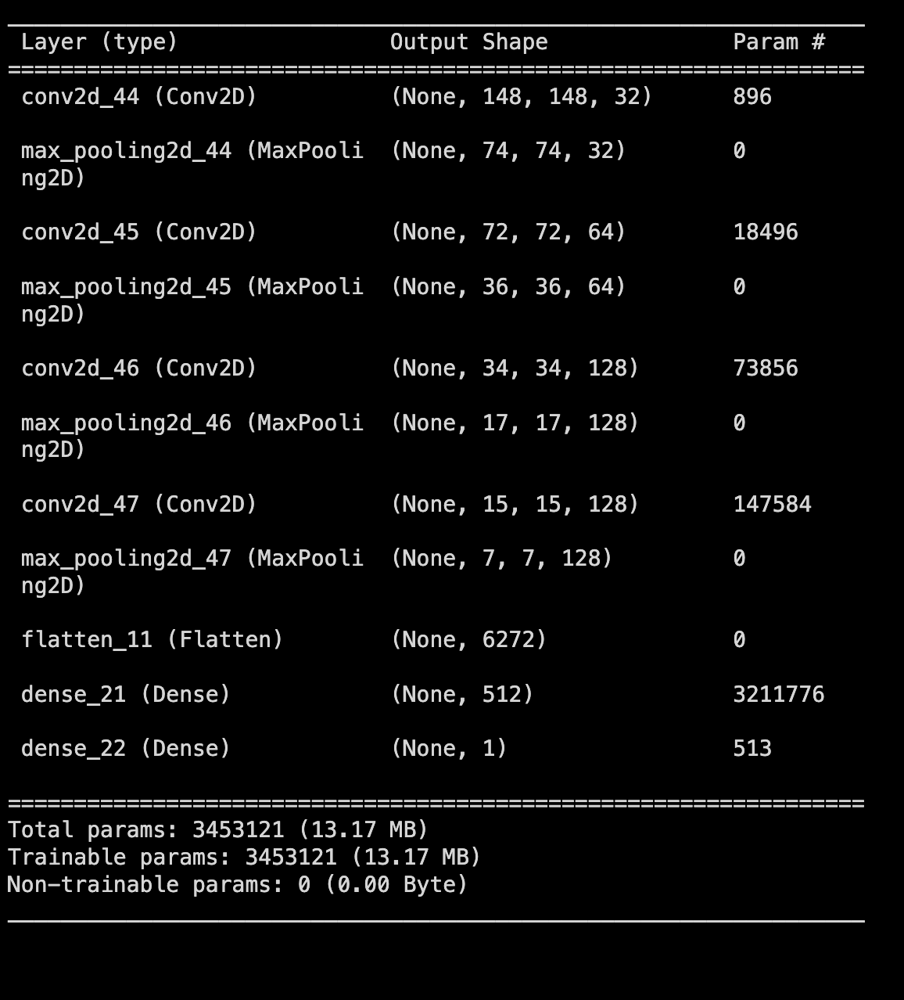 Layer (type) Output Shape Param #
=================================================================
conv2d_44 (Conv2D) (None, 148, 148, 32) 896
max_pooling2d_44 (MaxPooli (None, 74, 74, 32) 0
ng2D)
conv2d_45 (Conv2D) (None, 72, 72, 64) 18496
max_pooling2d_45 (MaxPooli (None, 36, 36, 64) 0
ng2D)
conv2d_46 (Conv2D) (None, 34, 34, 128) 73856
max_pooling2d_46 (MaxPooli (None, 17, 17, 128) 0
ng2D)
conv2d_47 (Conv2D) (None, 15, 15, 128) 147584
max_pooling2d_47 (MaxPooli (None, 7, 7, 128) 0
ng2D)
flatten_11 (Flatten) (None, 6272) 0
dense_21 (Dense) (None, 512) 3211776
dense_22 (Dense) (None, 1) 513
=================================================================
Total params: 3453121 (13.17 MB)
Trainable params: 3453121 (13.17 MB)
Non-trainable params: 0 (0.00 Byte)